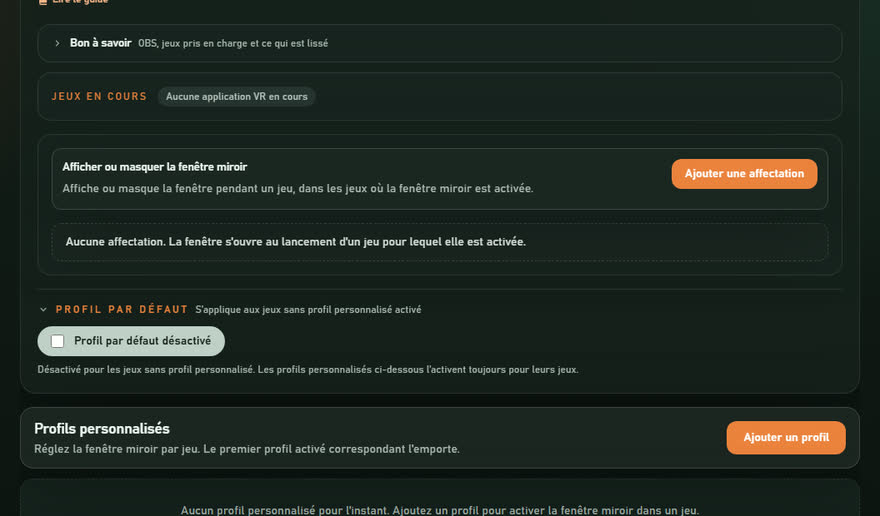 Lire le guide
Bon à savoir OBS, jeux pris en charge et ce qui est lissé
JEUX EN COURS Aucune application VR en cours
Afficher ou masquer la fenêtre miroir
Ajouter une affectation
Affiche ou masque la fenêtre pendant un jeu, dans les jeux où la fenêtre miroir est activée.
Aucune affectation. La fenêtre s'ouvre au lancement d'un jeu pour lequel elle est activée.
PROFIL PAR DÉFAUT S'applique aux jeux sans profil personnalisé activé
Profil par défaut désactivé
Désactivé pour les jeux sans profil personnalisé. Les profils personnalisés ci-dessous l'activent toujours pour leurs jeux.
Profils personnalisés
Ajouter un profil
Réglez la fenêtre miroir par jeu. Le premier profil activé correspondant l'emporte.
Aucun profil personnalisé pour l'instant. Ajoutez un profil pour activer la fenêtre miroir dans un jeu.